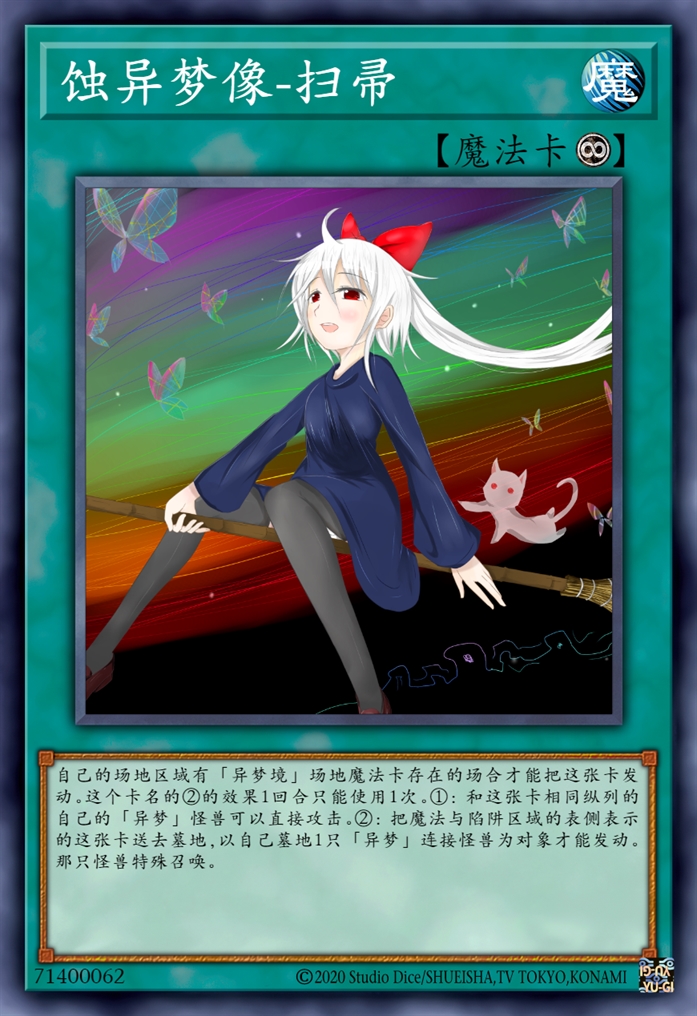 蚀异梦像-扫帚
魔
【魔法卡】
自己的场地区域有「异梦境」场地魔法卡存在的场合才能把这张卡发
动。这个卡名的②的效果1回合只能使用1次。①：和这张卡相同纵列的
自己的「异梦」怪兽可以直接攻击。②：把魔法与陷阱区域的表侧表示
的这张卡送去墓地,以自己墓地1只「异梦」连接怪兽为对象才能发动。
那只怪兽特殊召唤。
71400062
©2020 Studio Dice/SHUEISHA,TV TOKYO,KONAMI
YU-GI